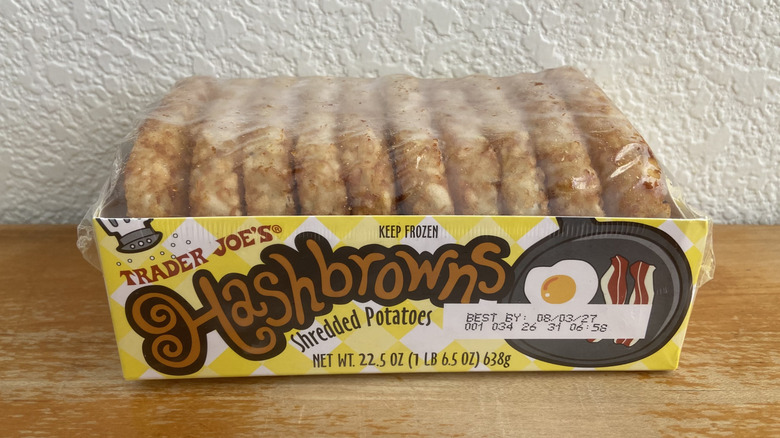 KEEP FROZEN
TRADER JOE'S®
Hashbrowns
Shredded Potatoes
BEST BY: 08/03/27
001 034 26 31 06:58
NET WT. 22.5 OZ (1 LB 6.5 OZ) 638g